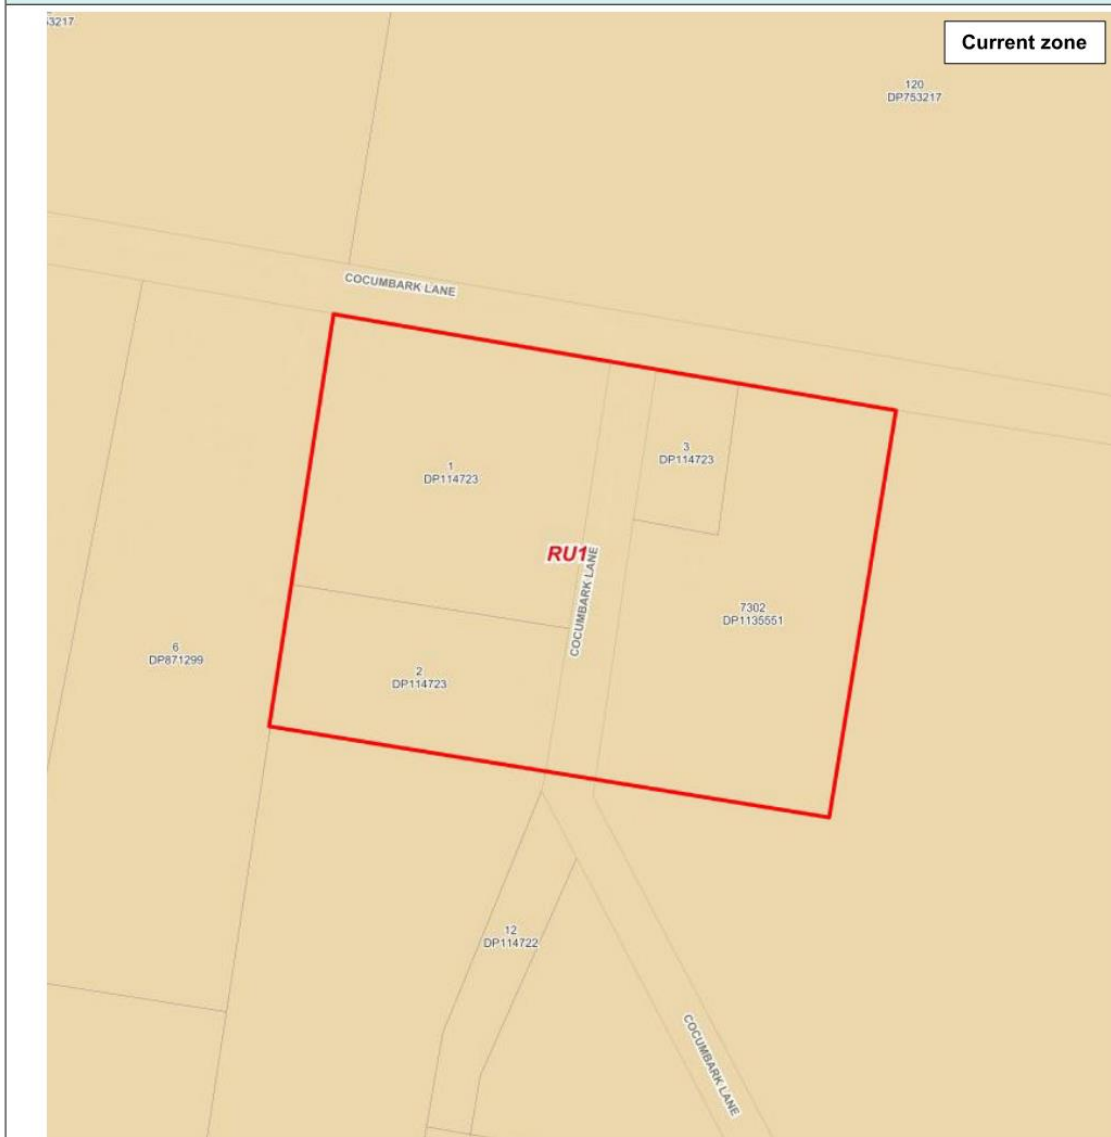 53217
Current zone
120
DP753217
COCUMBARK LANE
3
DP114723
1
DP114723
RU1
COCUMBARK LANE
7302
DP1135551
6
DP871299
2
DP114723
12
DP114722
COCUMBARK LANE